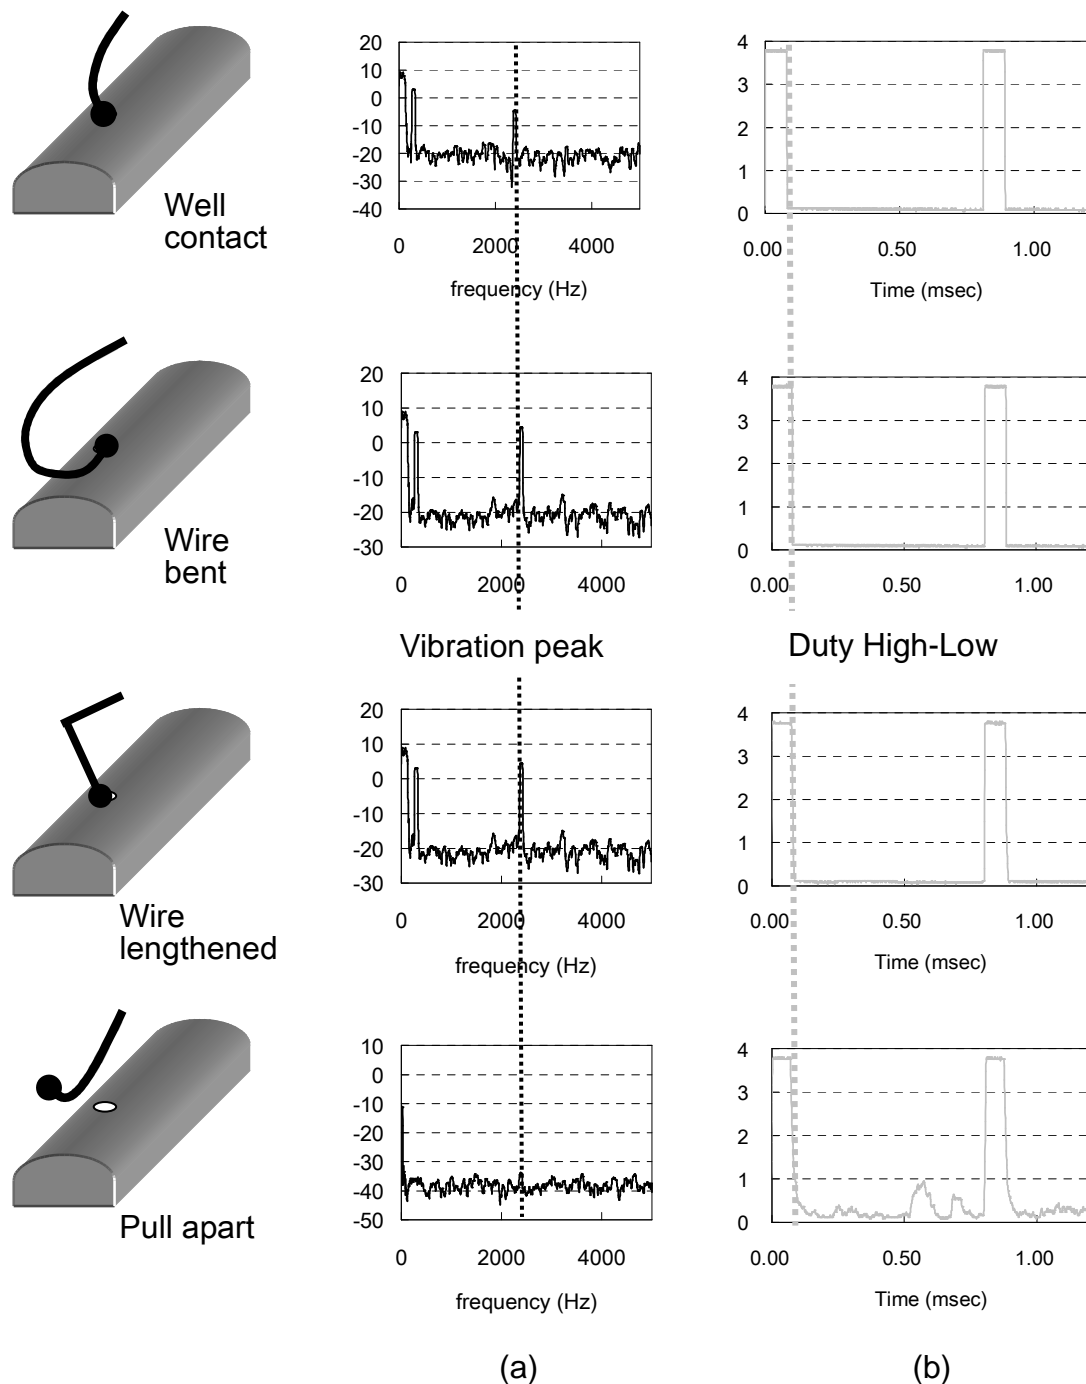 Well
contact
20
10
0
-10
-20
-30
-40
0 2000 4000
frequency (Hz)
4
3
2
1
0
0.00 0.50 1.00
Time (msec)
Wire
bent
20
10
0
-10
-20
-30
0 2000 4000
4
3
2
1
0
0.00 0.50 1.00
Vibration peak
Duty High-Low
Wire
lengthened
20
10
0
-10
-20
-30
0 2000 4000
frequency (Hz)
4
3
2
1
0
0.00 0.50 1.00
Time (msec)
Pull apart
10
0
-10
-20
-30
-40
-50
0 2000 4000
frequency (Hz)
4
3
2
1
0
0.00 0.50 1.00
Time (msec)
(a)
(b)